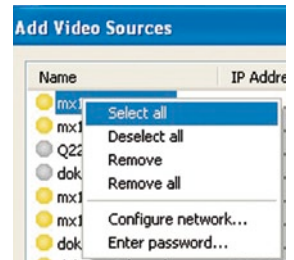 Add Video Sources
Name IP Addre
mx1
Select all
mx1
Deselect all
Q22
Remove
dok
Remove all
mx1
mx1
Configure network...
dok
Enter password...